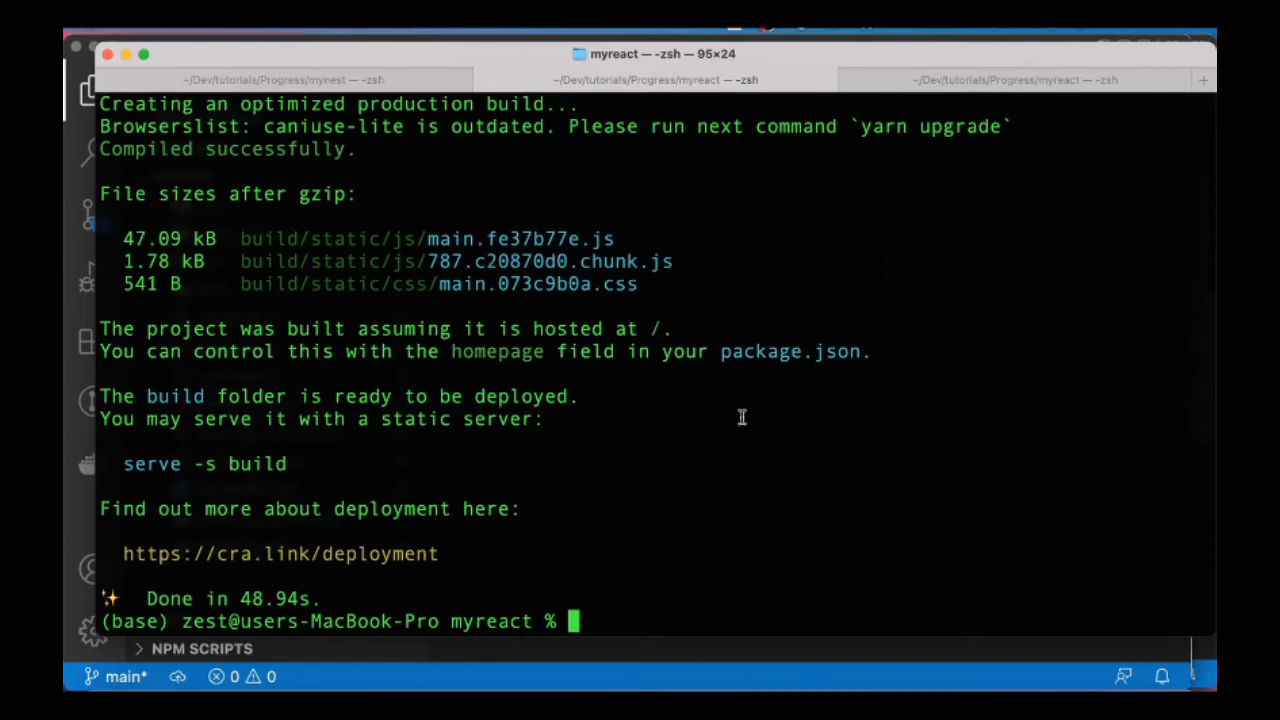 myreact — -zsh — 95×24
~/Dev/tutorials/Progress/mynest — -zsh
~/Dev/tutorials/Progress/myreact — -zsh
~/Dev/tutorials/Progress/myreact — -zsh
+
Creating an optimized production build...
Browserslist: caniuse-lite is outdated. Please run next command `yarn upgrade`
Compiled successfully.
File sizes after gzip:
47.09 kB build/static/js/main.fe37b77e.js
1.78 kB build/static/js/787.c20870d0.chunk.js
541 B build/static/css/main.073c9b0a.css
The project was built assuming it is hosted at /.
You can control this with the homepage field in your package.json.
The build folder is ready to be deployed.
You may serve it with a static server:
serve -s build
Find out more about deployment here:
https://cra.link/deployment
✨ Done in 48.94s.
(base) zest@users-MacBook-Pro myreact %
> NPM SCRIPTS
main* 0 0